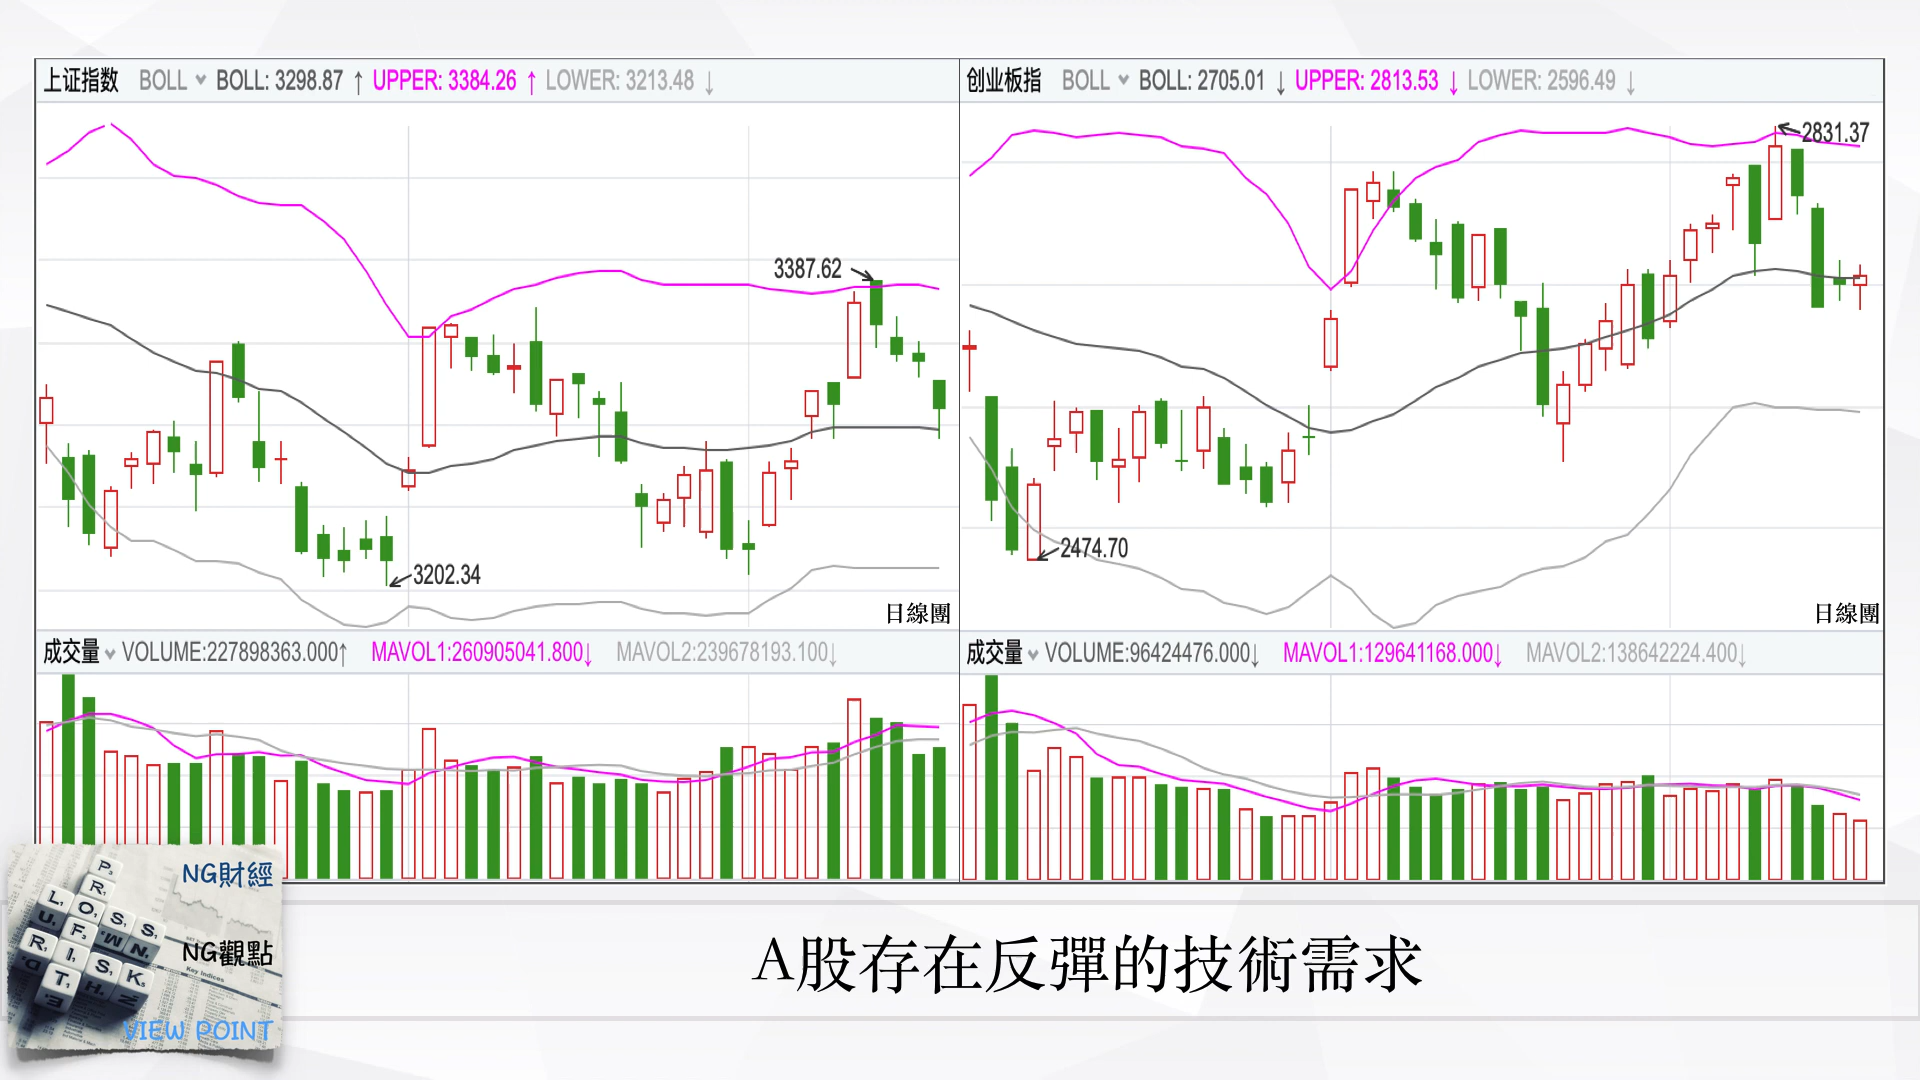 上证指数 BOLL BOLL: 3298.87 ↑ UPPER: 3384.26 ↑ LOWER: 3213.48 ↓
3387.62
3202.34
日線圖
成交量 VOLUME:227898363.000↑ MAVOL1:260905041.800↓ MAVOL2:239678193.100↓
创业板指 BOLL BOLL: 2705.01 ↓ UPPER: 2813.53 ↓ LOWER: 2596.49 ↓
2831.37
2474.70
日線圖
成交量 VOLUME:96424476.000↓ MAVOL1:129641168.000↓ MAVOL2:138642224.400↓
NG財經
NG觀點
Key Indices
VIEW POINT
A股存在反彈的技術需求